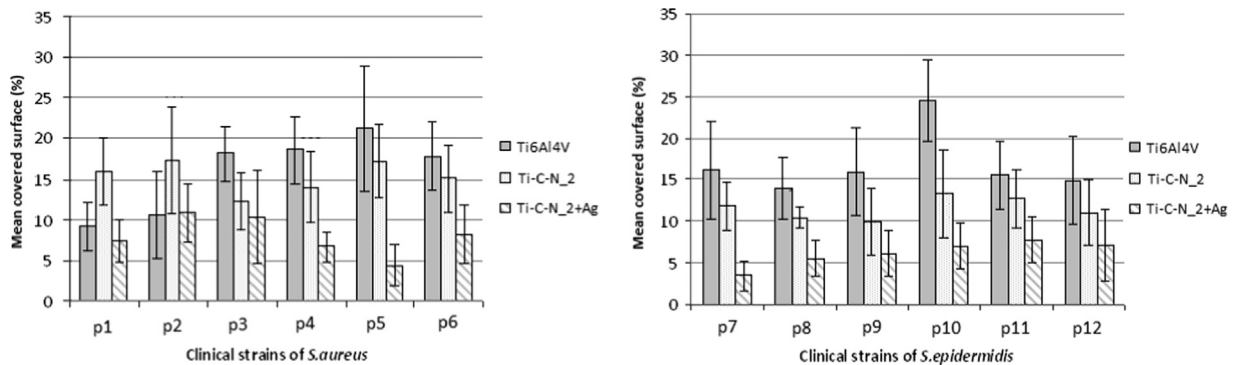 35
30
25
20
15
10
5
0
Mean covered surface (%)
p1 p2 p3 p4 p5 p6
Clinical strains of S.aureus
Ti6Al4V
Ti-C-N_2
Ti-C-N_2+Ag
35
30
25
20
15
10
5
0
Mean covered surface (%)
p7 p8 p9 p10 p11 p12
Clinical strains of S.epidermidis
Ti6Al4V
Ti-C-N_2
Ti-C-N_2+Ag